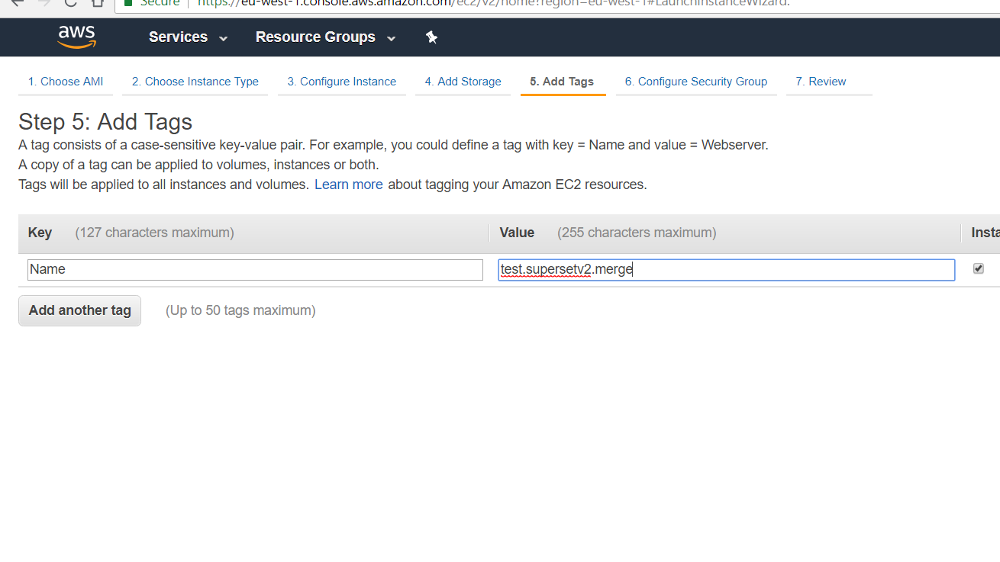 Secure https://eu-west-1.console.aws.amazon.com/ec2/v2/home?region=eu-west-1#LaunchInstanceWizard:
aws Services Resource Groups
1. Choose AMI 2. Choose Instance Type 3. Configure Instance 4. Add Storage 5. Add Tags 6. Configure Security Group 7. Review
Step 5: Add Tags
A tag consists of a case-sensitive key-value pair. For example, you could define a tag with key = Name and value = Webserver.
A copy of a tag can be applied to volumes, instances or both.
Tags will be applied to all instances and volumes. Learn more about tagging your Amazon EC2 resources.
Key (127 characters maximum) Value (255 characters maximum) Insta
Name test.supersetv2.merge
Add another tag (Up to 50 tags maximum)